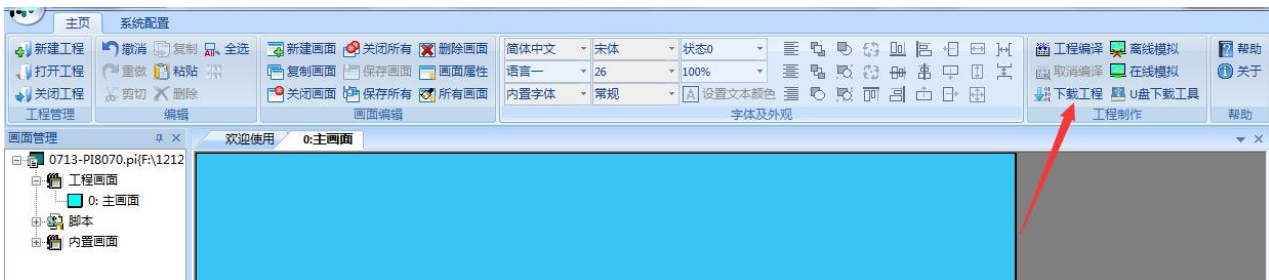 主页 系统配置
新建工程 撤消 复制 全选 新建画面 关闭所有 删除画面 简体中文 宋体 状态0 工程编译 离线模拟 帮助
打开工程 重做 粘贴 复制画面 保存画面 画面属性 语言一 26 100% 取消编译 在线模拟 关于
关闭工程 剪切 删除 关闭画面 保存所有 所有画面 内置字体 常规 A 设置文本颜色 下载工程 U盘下载工具
工程管理 编辑 画面编辑 字体及外观 工程制作 帮助
画面管理 欢迎使用 0:主画面
0713-PI8070.pi(F:\1212
工程画面
0: 主画面
脚本
内置画面